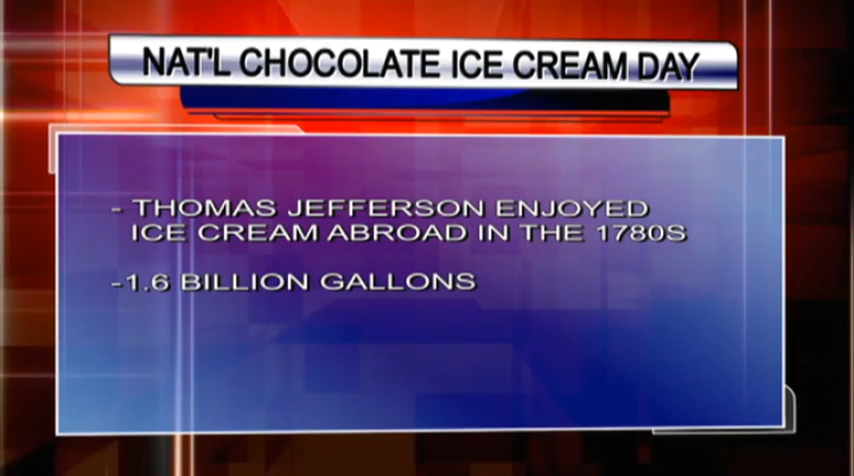 NAT'L CHOCOLATE ICE CREAM DAY
- THOMAS JEFFERSON ENJOYED
ICE CREAM ABROAD IN THE 1780S
-1.6 BILLION GALLONS